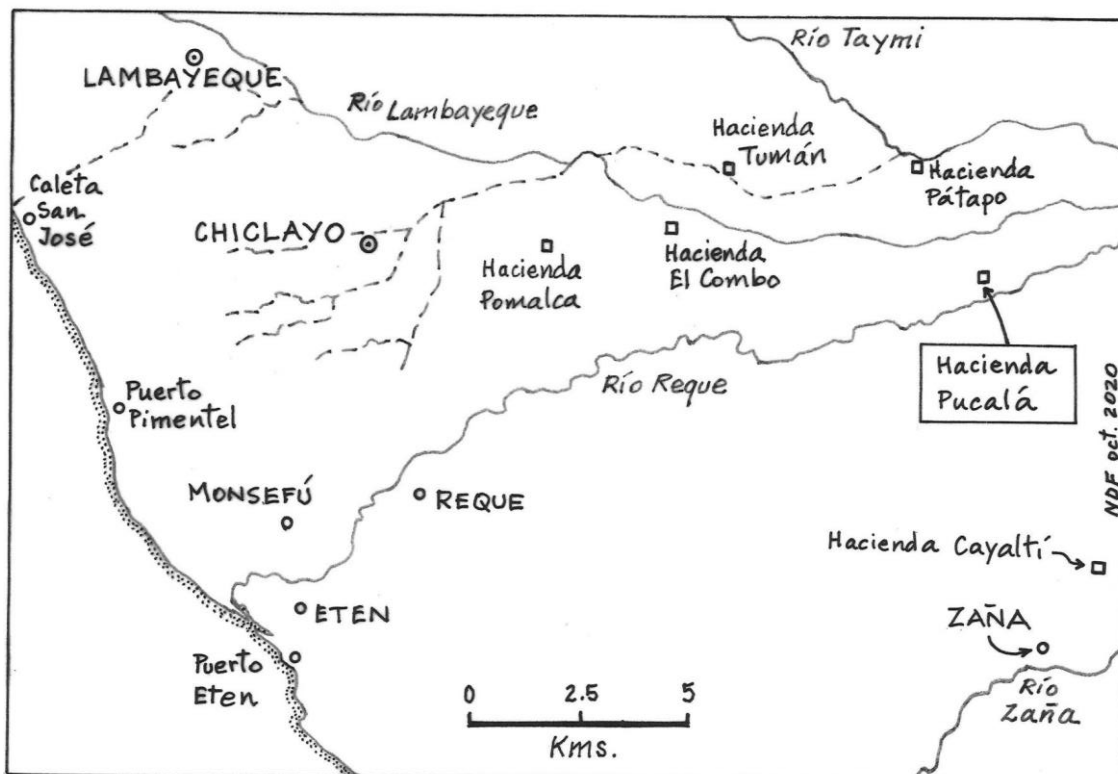 LAMBAYEQUE
Río Lambayeque
Río Taymi
Hacienda
Tumán
Hacienda
Pátapo
Caleta
San
José
CHICLAYO
Hacienda
Pomalca
Hacienda
El Combo
Hacienda
Pucalá
Río Reque
Puerto
Pimentel
MONSEFÚ
REQUE
Hacienda Cayaltí
ETEN
ZAÑA
Puerto
Eten
Río
Zaña
0 2.5 5
Kms.
NDF oct. 2020